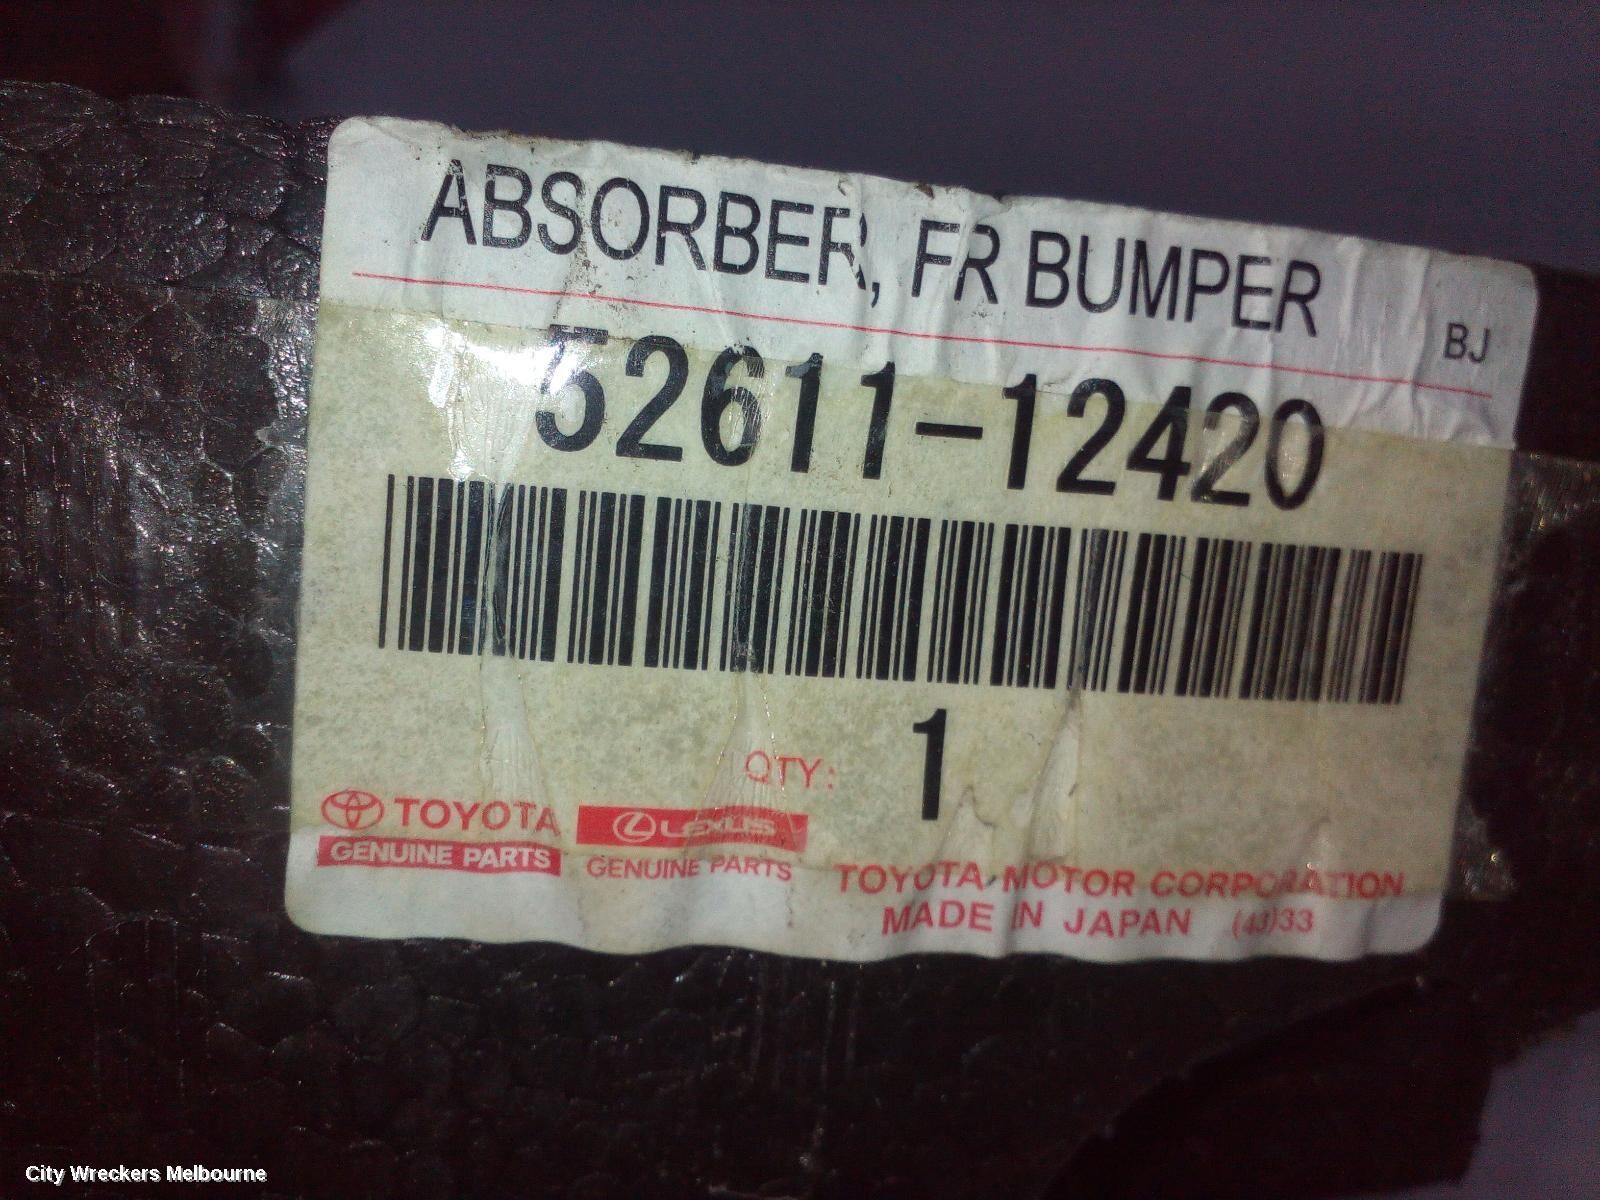 ABSORBER, FR BUMPER
BJ
52611-12420
QTY: 1
TOYOTA
GENUINE PARTS
LEXUS
GENUINE PARTS
TOYOTA MOTOR CORPORATION
MADE IN JAPAN (43)33
City Wreckers Melbourne